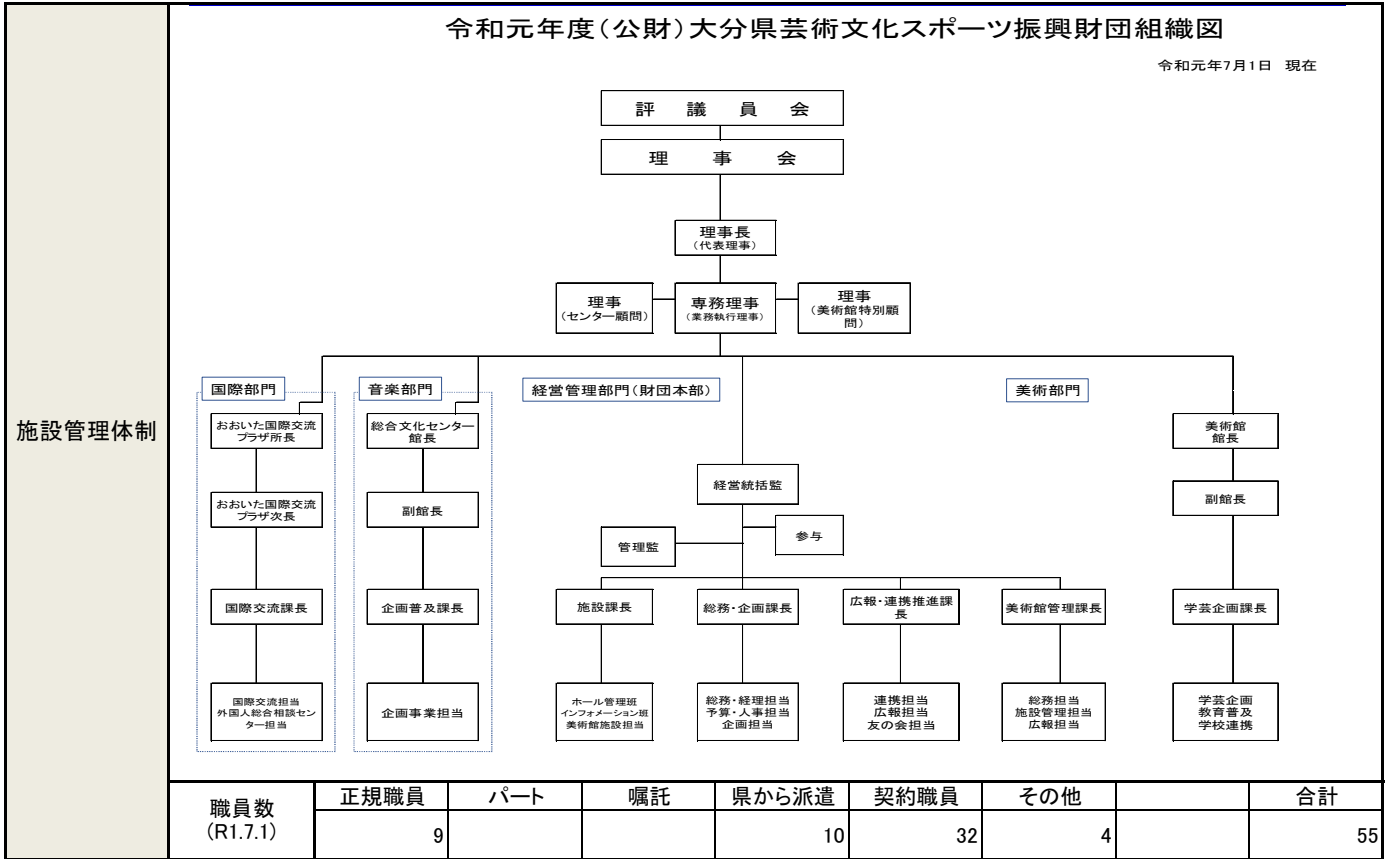 令和元年度(公財)大分県芸術文化スポーツ振興財団組織図
令和元年7月1日 現在
施設管理体制
評 議 員 会
理 事 会
理事長
(代表理事)
理事
(センター顧問)
専務理事
(業務執行理事)
理事
(美術館特別顧
問)
国際部門
音楽部門
経営管理部門(財団本部)
美術部門
おおいた国際交流
プラザ所長
総合文化センター
館長
美術館
館長
経営統括監
おおいた国際交流
プラザ次長
副館長
副館長
管理監
参与
国際交流課長
企画普及課長
施設課長
総務・企画課長
広報・連携推進課
長
美術館管理課長
学芸企画課長
国際交流担当
外国人総合相談セン
ター担当
企画事業担当
ホール管理班
インフォメーション班
美術館施設担当
総務・経理担当
予算・人事担当
企画担当
連携担当
広報担当
友の会担当
総務担当
施設管理担当
広報担当
学芸企画
教育普及
学校連携
職員数
(R1.7.1)
正規職員 パート 嘱託 県から派遣 契約職員 その他 合計
9 10 32 4 55